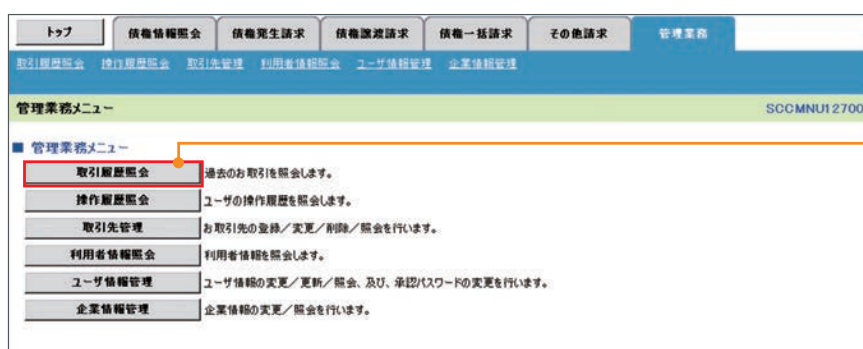 トップ 債権情報照会 債権発生請求 債権譲渡請求 債権一括請求 その他請求 管理業務
取引履歴照会 操作履歴照会 取引先管理 利用者情報照会 ユーザ情報管理 企業情報管理
管理業務メニュー SCCMNU12700
■ 管理業務メニュー
取引履歴照会 過去のお取引を照会します。
操作履歴照会 ユーザの操作履歴を照会します。
取引先管理 お取引先の登録／変更／削除／照会を行います。
利用者情報照会 利用者情報を照会します。
ユーザ情報管理 ユーザ情報の変更／更新／照会、及び、承認パスワードの変更を行います。
企業情報管理 企業情報の変更／照会を行います。